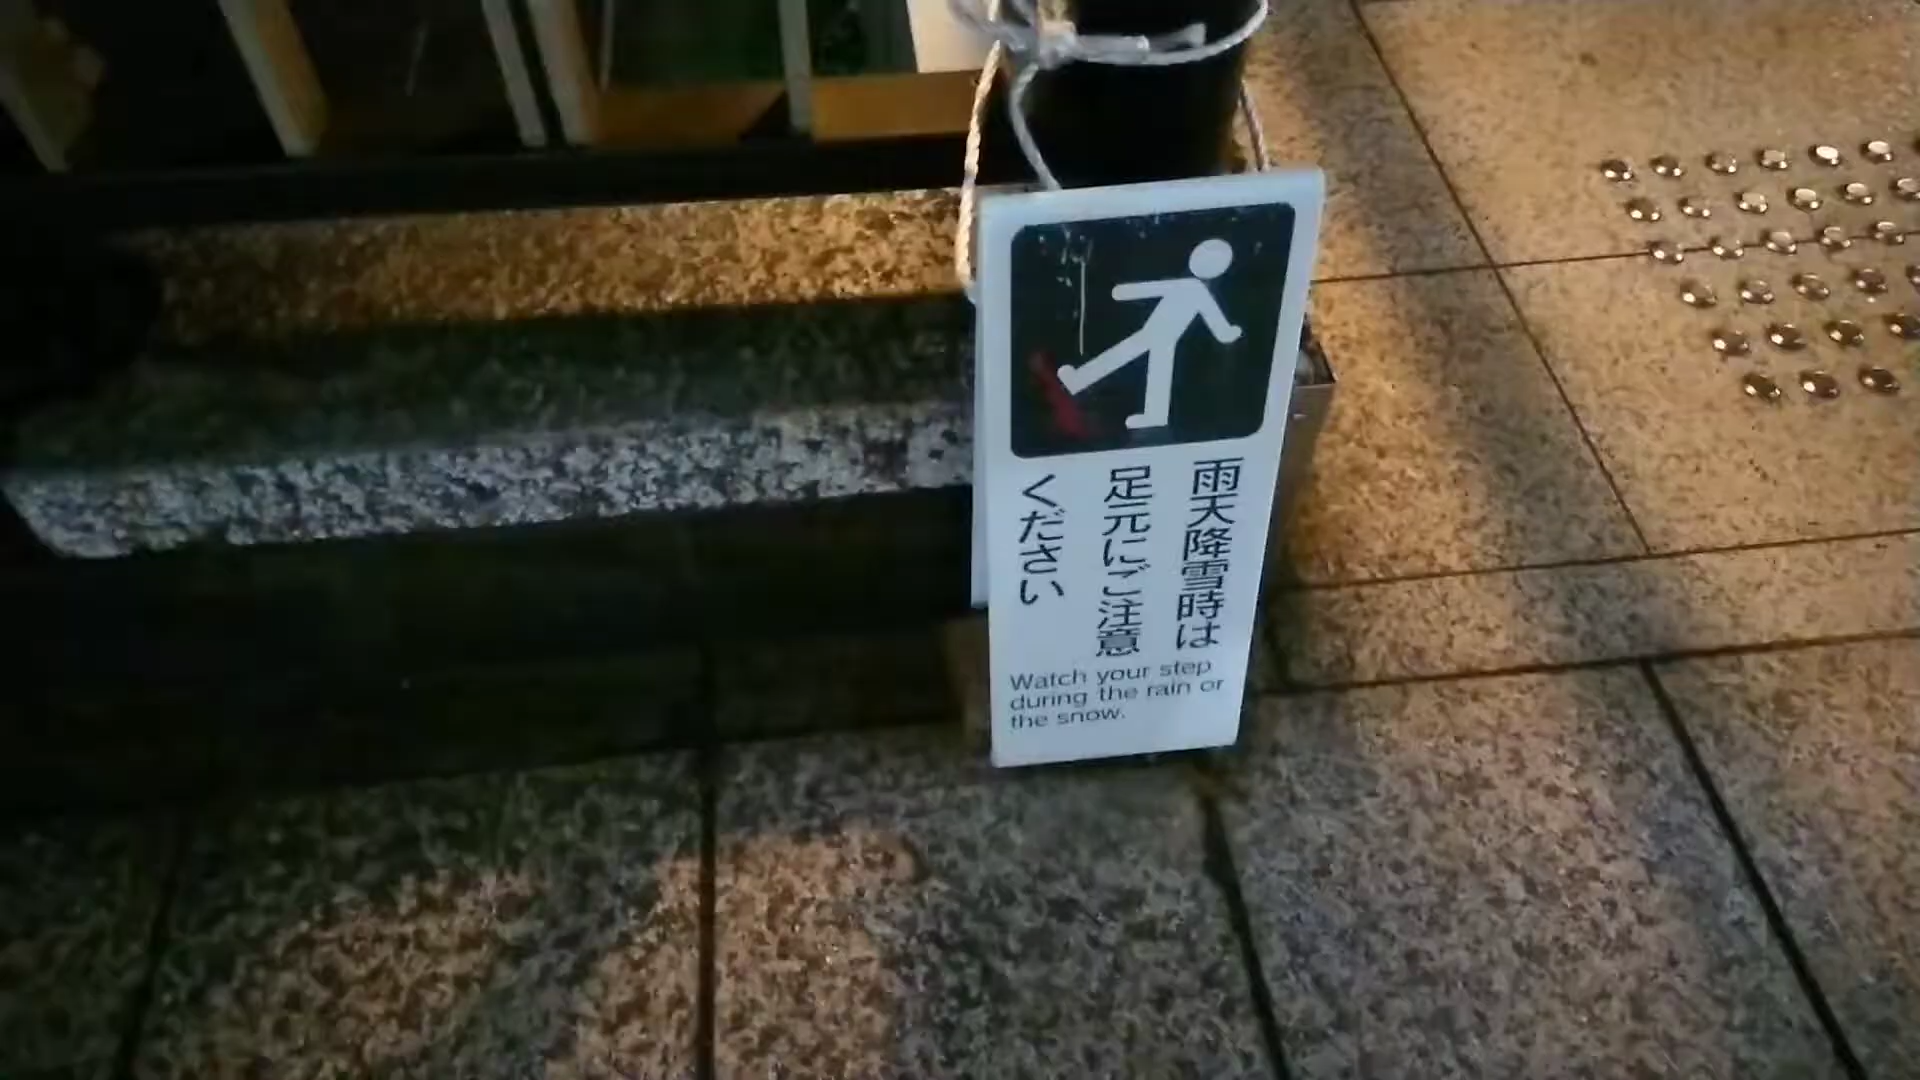 雨天降雪時は
足元にご注意
ください
Watch your step
during the rain or
the snow.